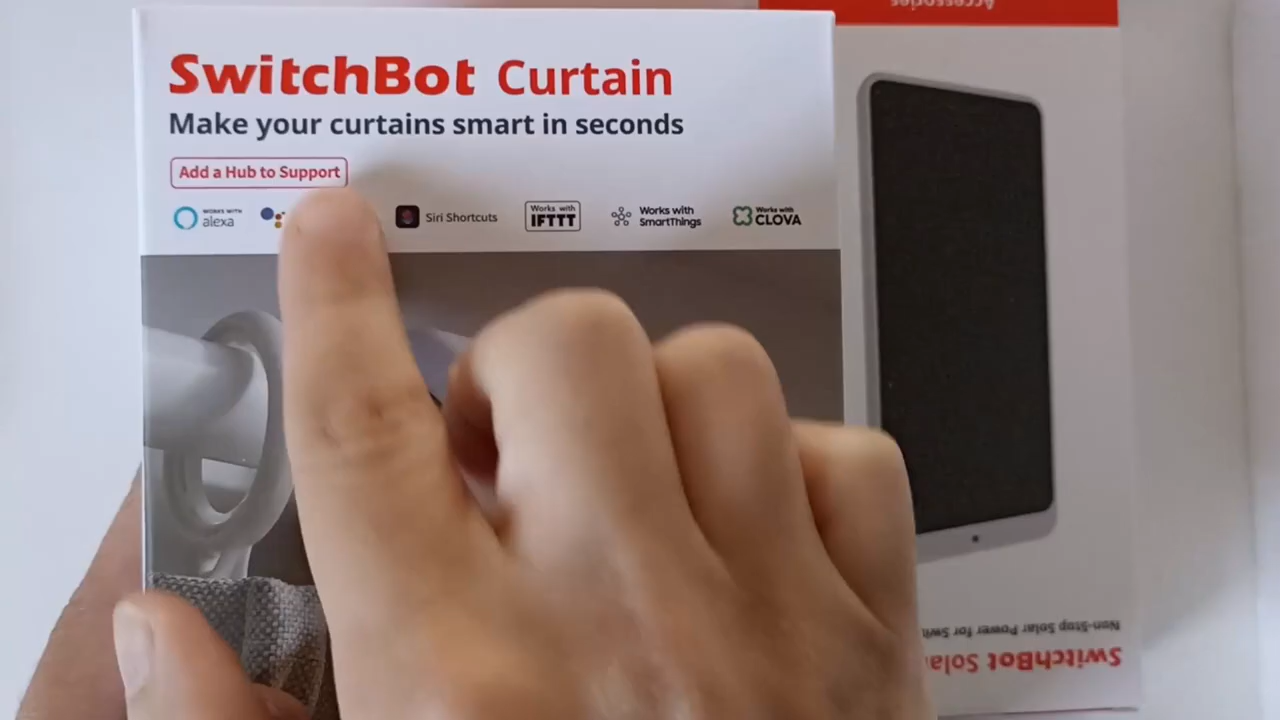 SwitchBot Curtain
Make your curtains smart in seconds
Add a Hub to Support
WORKS WITH
alexa
Siri Shortcuts
Works with
IFTTT
Works with
SmartThings
Works with
CLOVA
Accessories
Non-Stop Solar Power for
SwitchBot